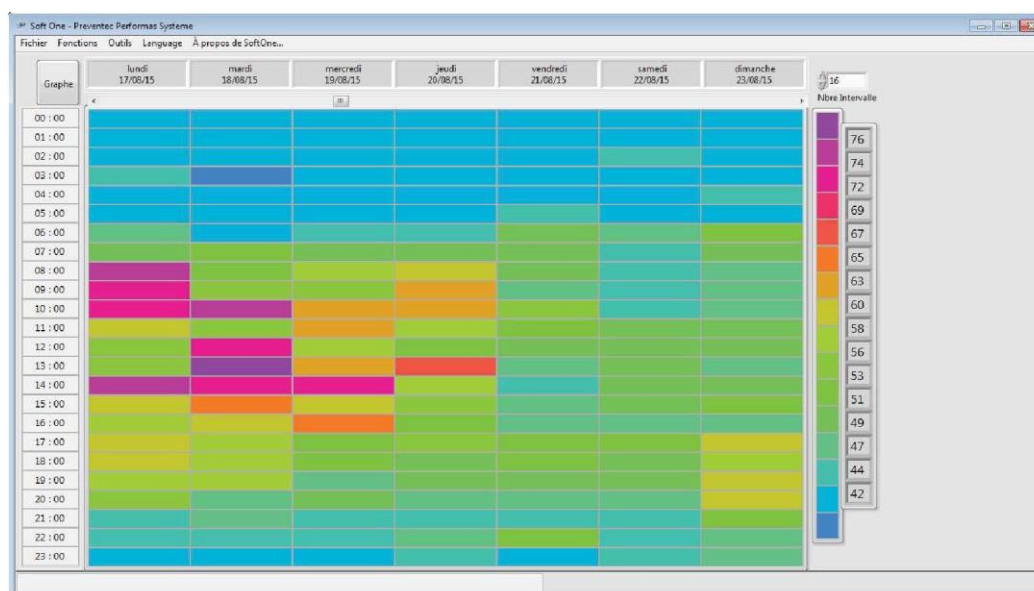 Soft One - Preventec Performas Systeme
Fichier Fonctions Outils Language À propos de SoftOne...
Graphe
lundi 17/08/15
mardi 18/08/15
mercredi 19/08/15
jeudi 20/08/15
vendredi 21/08/15
samedi 22/08/15
dimanche 23/08/15
16
Nbre Intervalle
00 : 00
01 : 00
02 : 00
03 : 00
04 : 00
05 : 00
06 : 00
07 : 00
08 : 00
09 : 00
10 : 00
11 : 00
12 : 00
13 : 00
14 : 00
15 : 00
16 : 00
17 : 00
18 : 00
19 : 00
20 : 00
21 : 00
22 : 00
23 : 00
76
74
72
69
67
65
63
60
58
56
53
51
49
47
44
42